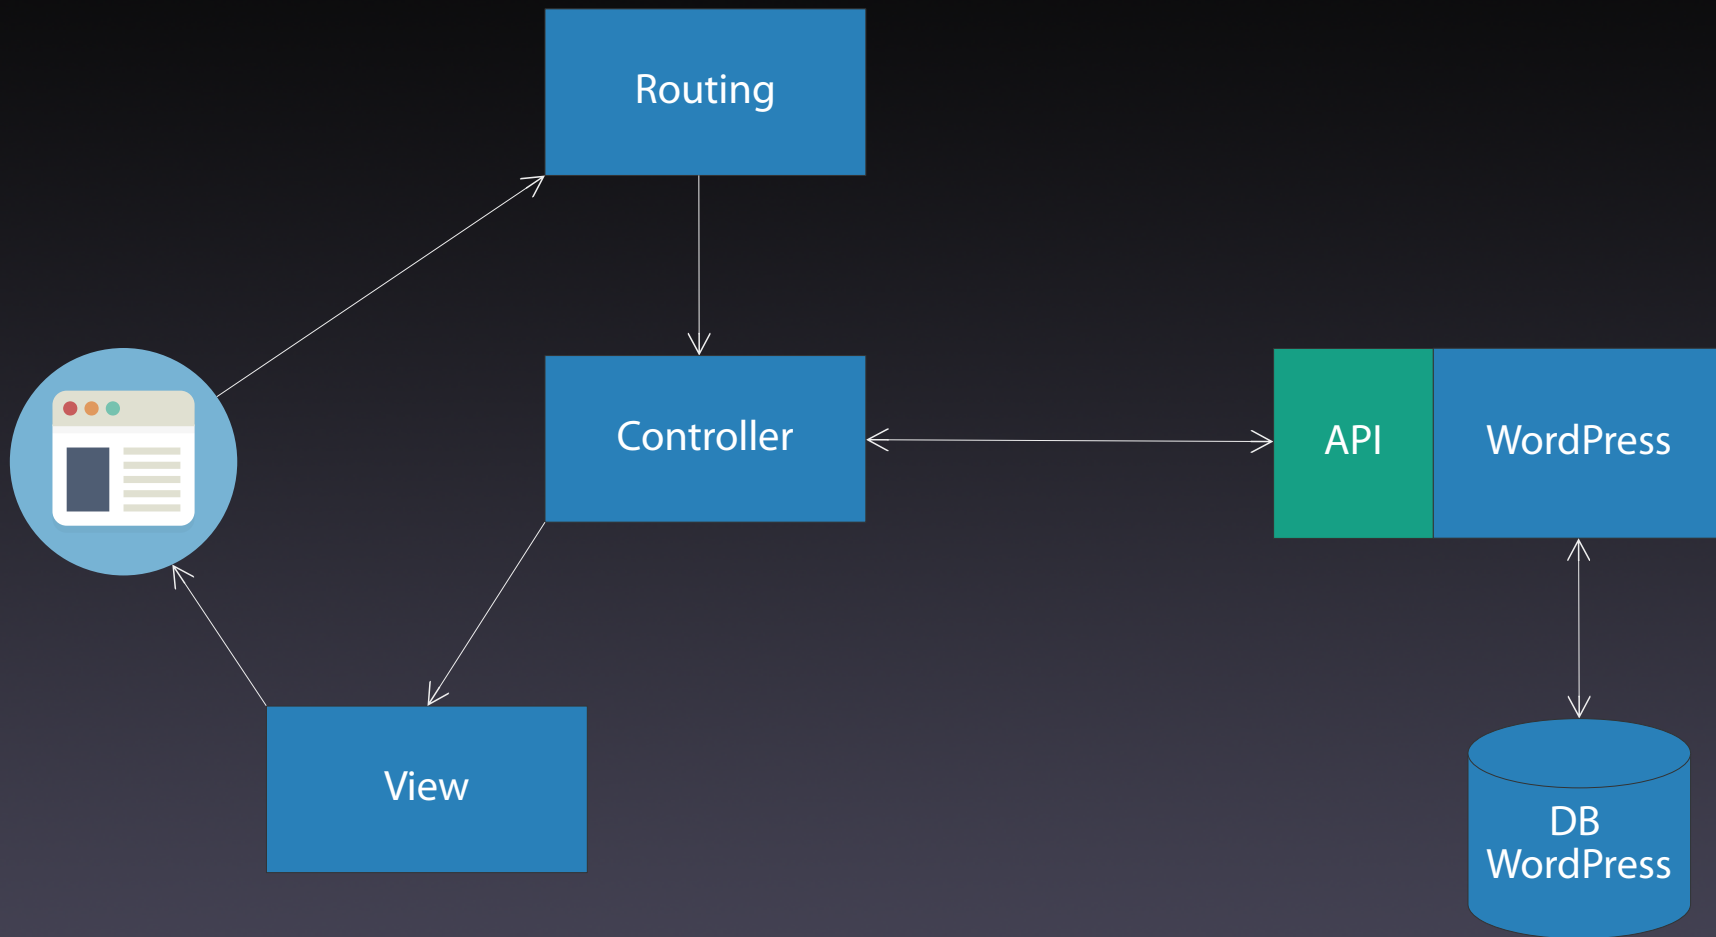 Routing
Controller
API
WordPress
View
DB
WordPress